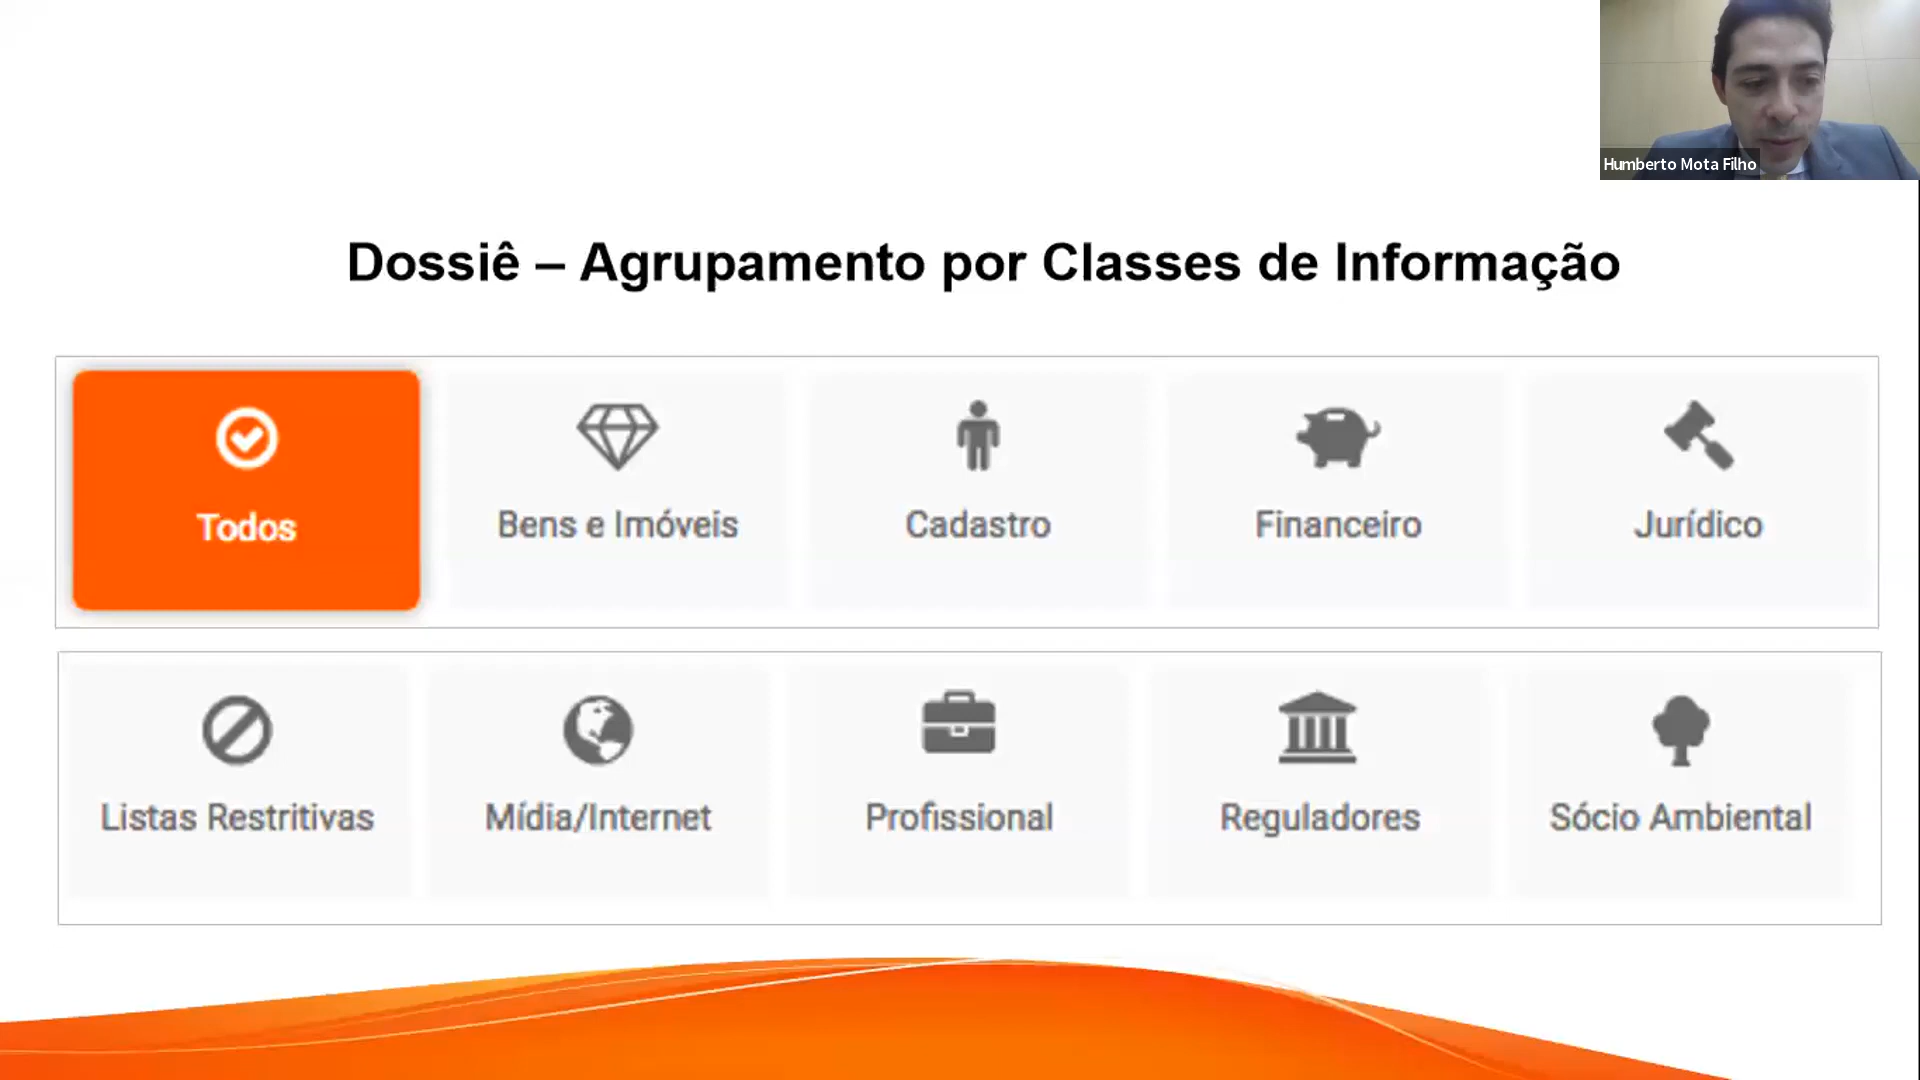 Humberto Mota Filho
Dossiê – Agrupamento por Classes de Informação
Todos
Bens e Imóveis
Cadastro
Financeiro
Jurídico
Listas Restritivas
Mídia/Internet
Profissional
Reguladores
Sócio Ambiental